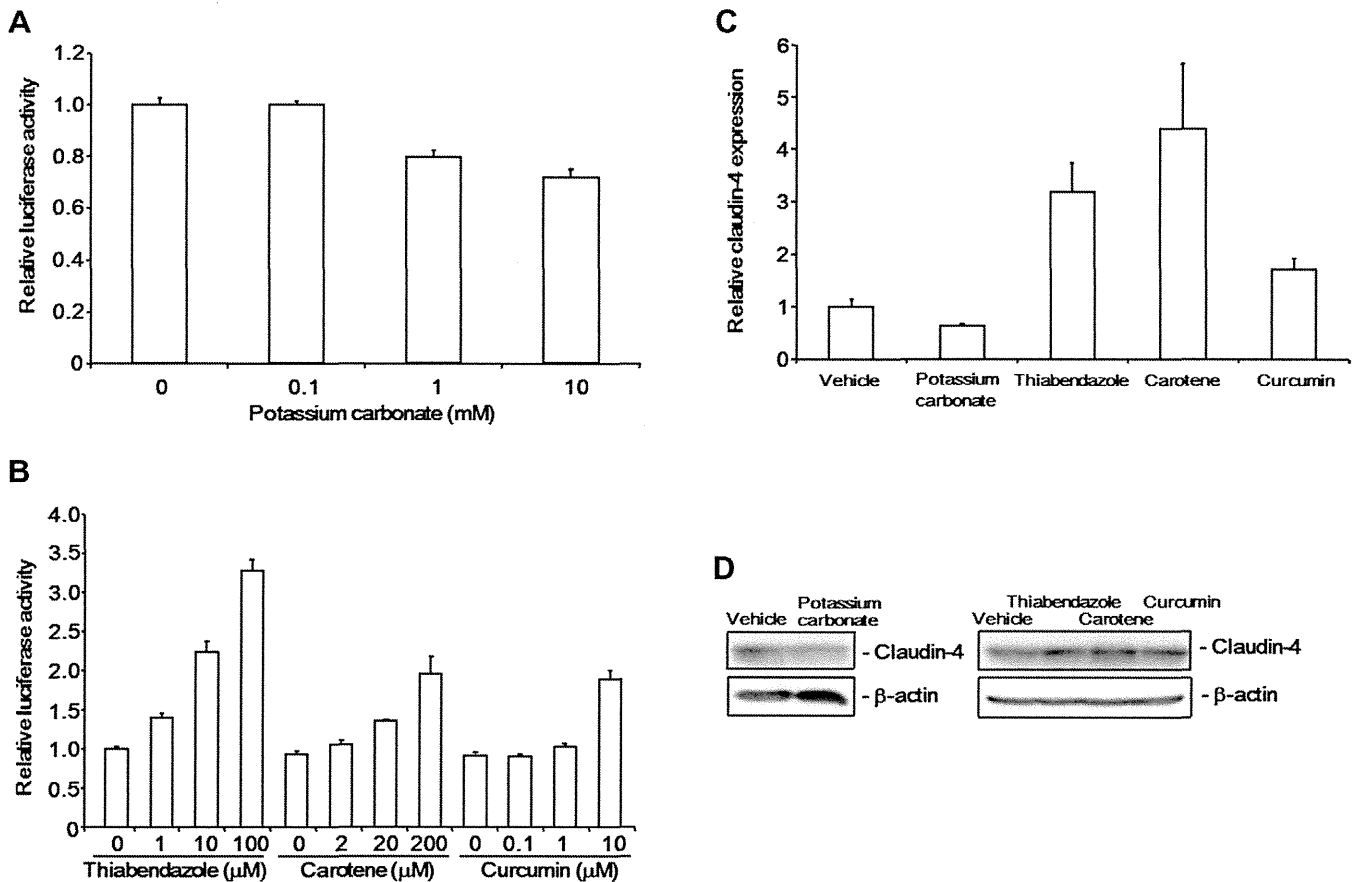 A
Relative luciferase activity
1.2
1.0
0.8
0.6
0.4
0.2
0
0 0.1 1 10
Potassium carbonate (mM)
B
Relative luciferase activity
4.0
3.5
3.0
2.5
2.0
1.5
1.0
0.5
0
0 1 10 100 0 2 20 200 0 0.1 1 10
Thiabendazole (μM) Carotene (μM) Curcumin (μM)
C
Relative claudin-4 expression
6
5
4
3
2
1
0
Vehicle Potassium carbonate Thiabendazole Carotene Curcumin
D
Vehicle Potassium carbonate
- Claudin-4
- β-actin
Thiabendazole Curcumin
Vehicle Carotene
- Claudin-4
- β-actin